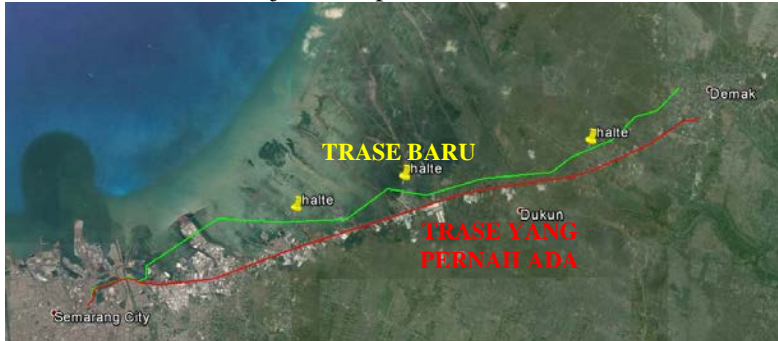 Demak
halte
TRASE BARU
halte
halte
Dukun
TRASE YANG
PERNAH ADA
Semarang City